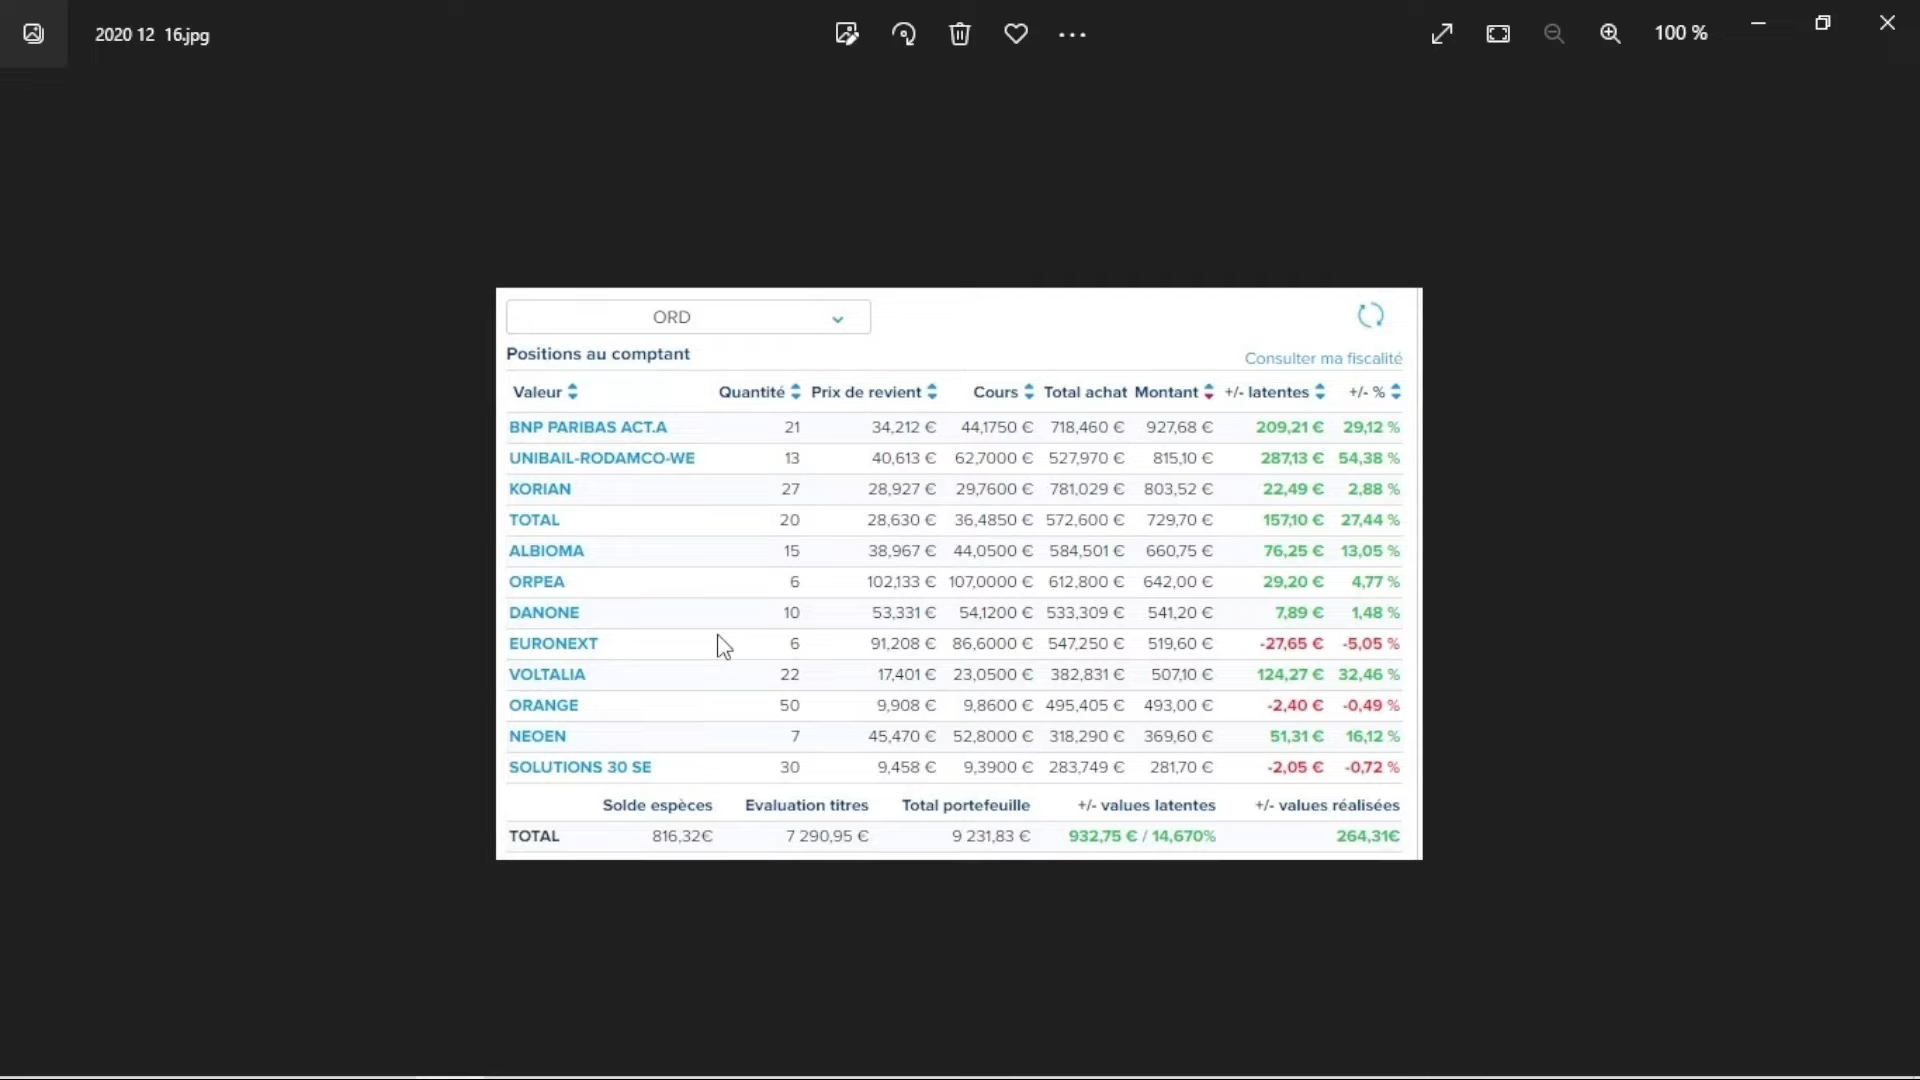 2020 12 16.jpg
100 %
ORD
Positions au comptant
Consulter ma fiscalité
Valeur Quantité Prix de revient Cours Total achat Montant +/- latentes +/- %
BNP PARIBAS ACT.A 21 34,212 € 44,1750 € 718,460 € 927,68 € 209,21 € 29,12 %
UNIBAIL-RODAMCO-WE 13 40,613 € 62,7000 € 527,970 € 815,10 € 287,13 € 54,38 %
KORIAN 27 28,927 € 29,7600 € 781,029 € 803,52 € 22,49 € 2,88 %
TOTAL 20 28,630 € 36,4850 € 572,600 € 729,70 € 157,10 € 27,44 %
ALBIOMA 15 38,967 € 44,0500 € 584,501 € 660,75 € 76,25 € 13,05 %
ORPEA 6 102,133 € 107,0000 € 612,800 € 642,00 € 29,20 € 4,77 %
DANONE 10 53,331 € 54,1200 € 533,309 € 541,20 € 7,89 € 1,48 %
EURONEXT 6 91,208 € 86,6000 € 547,250 € 519,60 € -27,65 € -5,05 %
VOLTALIA 22 17,401 € 23,0500 € 382,831 € 507,10 € 124,27 € 32,46 %
ORANGE 50 9,908 € 9,8600 € 495,405 € 493,00 € -2,40 € -0,49 %
NEOEN 7 45,470 € 52,8000 € 318,290 € 369,60 € 51,31 € 16,12 %
SOLUTIONS 30 SE 30 9,458 € 9,3900 € 283,749 € 281,70 € -2,05 € -0,72 %
Solde espèces Evaluation titres Total portefeuille +/- values latentes +/- values réalisées
TOTAL 816,32€ 7 290,95 € 9 231,83 € 932,75 € / 14,670% 264,31€